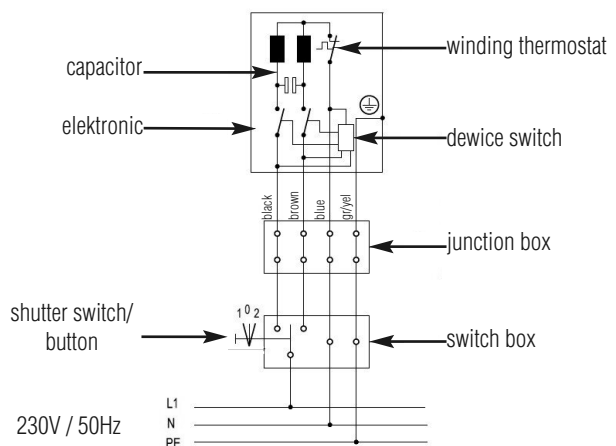 winding thermostat
capacitor
elektronic
dewice switch
black
brown
blue
gr/yel
junction box
1 0 2
shutter switch/
button
switch box
L1
N
230V / 50Hz
PE